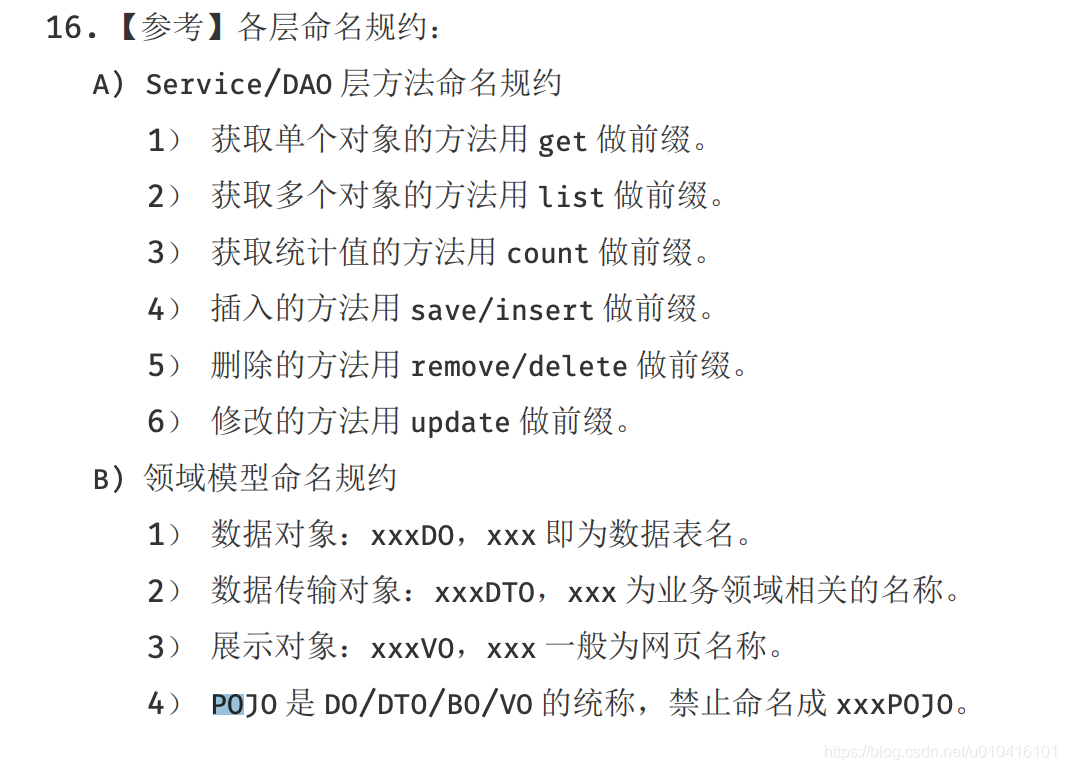 16.【参考】各层命名规约：
A) Service/DAO 层方法命名规约
1） 获取单个对象的方法用 get 做前缀。
2） 获取多个对象的方法用 list 做前缀。
3） 获取统计值的方法用 count 做前缀。
4） 插入的方法用 save/insert 做前缀。
5） 删除的方法用 remove/delete 做前缀。
6） 修改的方法用 update 做前缀。
B) 领域模型命名规约
1） 数据对象：xxxDO，xxx 即为数据表名。
2） 数据传输对象：xxxDTO，xxx 为业务领域相关的名称。
3） 展示对象：xxxVO，xxx 一般为网页名称。
4） POJO 是 DO/DTO/BO/VO 的统称，禁止命名成 xxxPOJO。
https://blog.csdn.net/u010416101